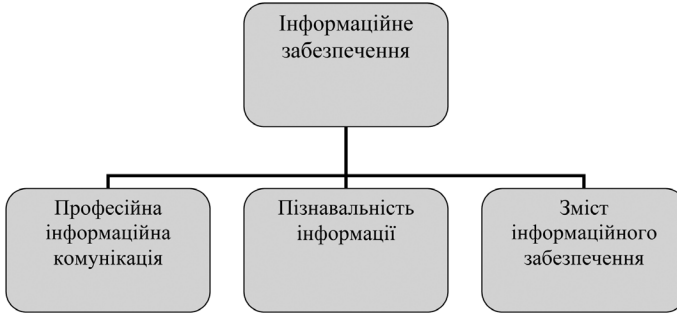 Інформаційне
забезпечення
Професійна
інформаційна
комунікація
Пізнавальність
інформації
Зміст
інформаційного
забезпечення